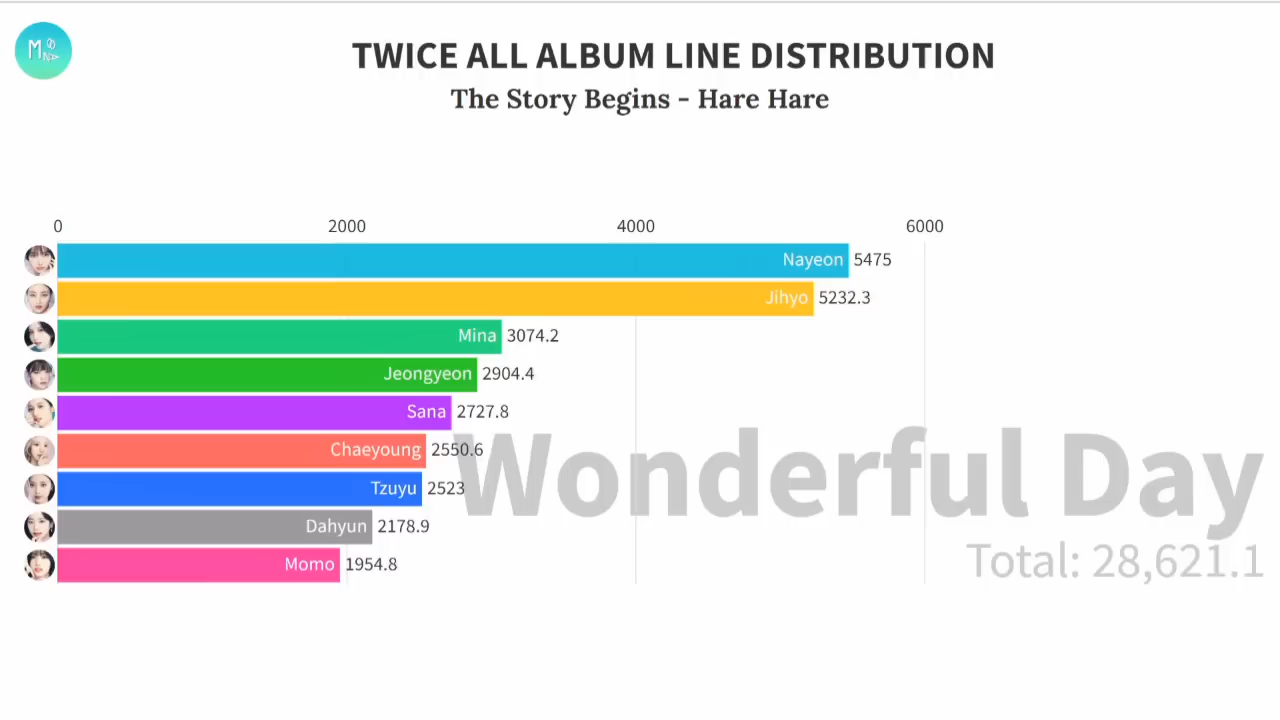 M
NA
TWICE ALL ALBUM LINE DISTRIBUTION
The Story Begins - Hare Hare
0 2000 4000 6000
Nayeon 5475
Jihyo 5232.3
Mina 3074.2
Jeongyeon 2904.4
Sana 2727.8
Chaeyoung 2550.6
Tzuyu 2523
Dahyun 2178.9
Momo 1954.8
Wonderful Day
Total: 28,621.1